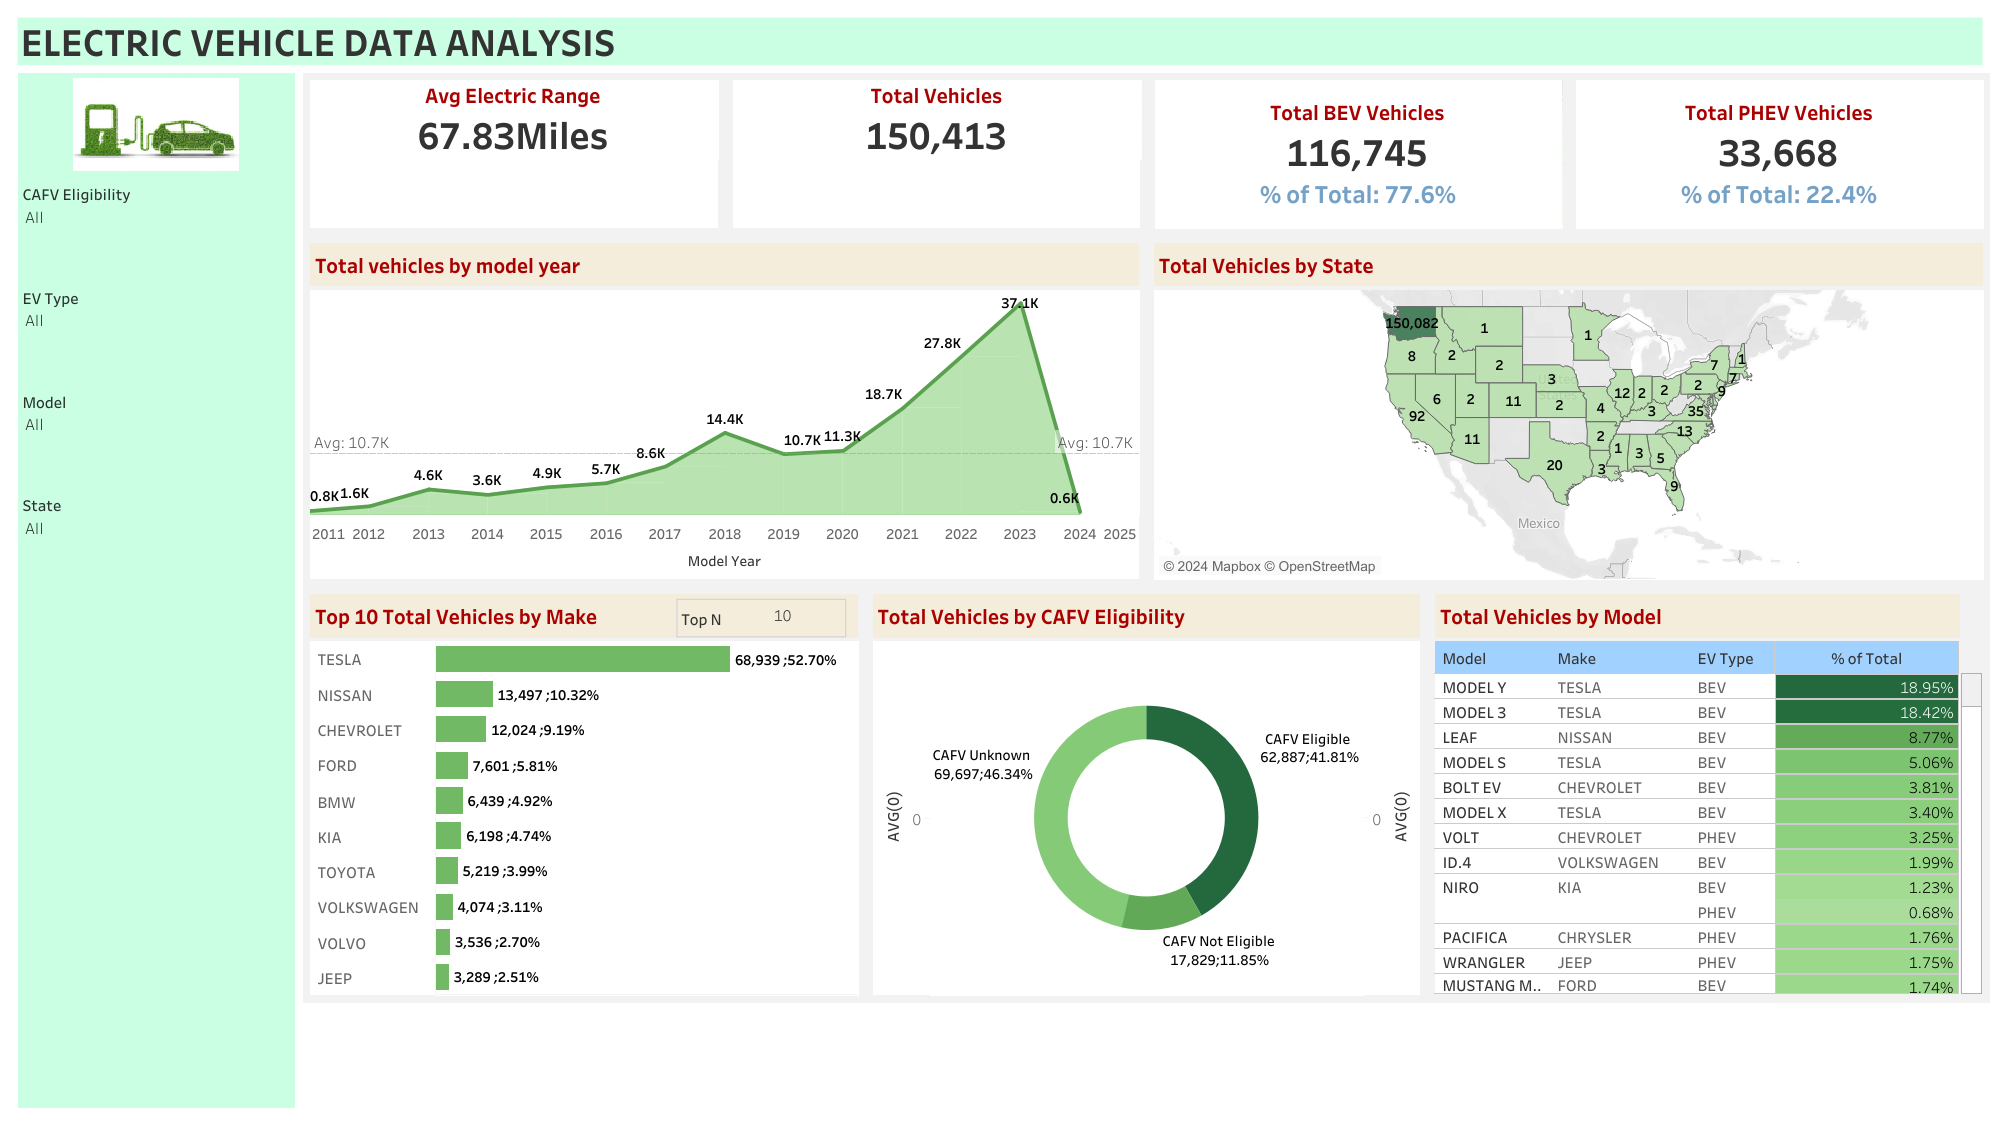 ELECTRIC VEHICLE DATA ANALYSIS
CAFV Eligibility
All
EV Type
All
Model
All
State
All
Avg Electric Range
67.83Miles
Total Vehicles
150,413
Total BEV Vehicles
116,745
% of Total: 77.6%
Total PHEV Vehicles
33,668
% of Total: 22.4%
Total vehicles by model year
37.1K
27.8K
18.7K
14.4K
10.7K 11.3K
8.6K
5.7K
4.9K
3.6K
4.6K
0.8K 1.6K
0.6K
Avg: 10.7K
Avg: 10.7K
2011 2012 2013 2014 2015 2016 2017 2018 2019 2020 2021 2022 2023 2024 2025
Model Year
Total Vehicles by State
150,082 1 1
8 2 2 7 1
3 7
6 2 11 2 12 2 2 2 9
92 4 3 35
11 2 13
20 3 1 3 5
9
United States
Mexico
© 2024 Mapbox © OpenStreetMap
Top 10 Total Vehicles by Make
Top N 10
TESLA 68,939 ;52.70%
NISSAN 13,497 ;10.32%
CHEVROLET 12,024 ;9.19%
FORD 7,601 ;5.81%
BMW 6,439 ;4.92%
KIA 6,198 ;4.74%
TOYOTA 5,219 ;3.99%
VOLKSWAGEN 4,074 ;3.11%
VOLVO 3,536 ;2.70%
JEEP 3,289 ;2.51%
Total Vehicles by CAFV Eligibility
CAFV Eligible
62,887;41.81%
CAFV Unknown
69,697;46.34%
CAFV Not Eligible
17,829;11.85%
AVG(0)
0
0
AVG(0)
Total Vehicles by Model
Model Make EV Type % of Total
MODEL Y TESLA BEV 18.95%
MODEL 3 TESLA BEV 18.42%
LEAF NISSAN BEV 8.77%
MODEL S TESLA BEV 5.06%
BOLT EV CHEVROLET BEV 3.81%
MODEL X TESLA BEV 3.40%
VOLT CHEVROLET PHEV 3.25%
ID.4 VOLKSWAGEN BEV 1.99%
NIRO KIA BEV 1.23%
PHEV 0.68%
PACIFICA CHRYSLER PHEV 1.76%
WRANGLER JEEP PHEV 1.75%
MUSTANG M.. FORD BEV 1.74%